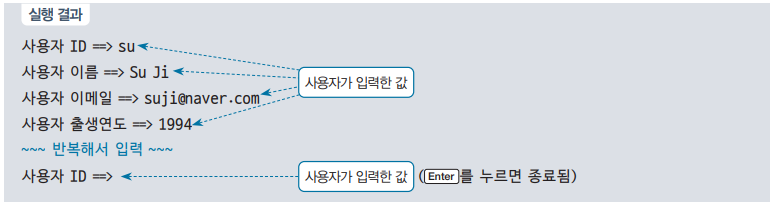 실행 결과
사용자 ID ==> su
사용자 이름 ==> Su Ji
사용자 이메일 ==> suji@naver.com
사용자가 입력한 값
사용자 출생연도 ==> 1994
~~~ 반복해서 입력 ~~~
사용자 ID ==> 사용자가 입력한 값 (Enter를 누르면 종료됨)